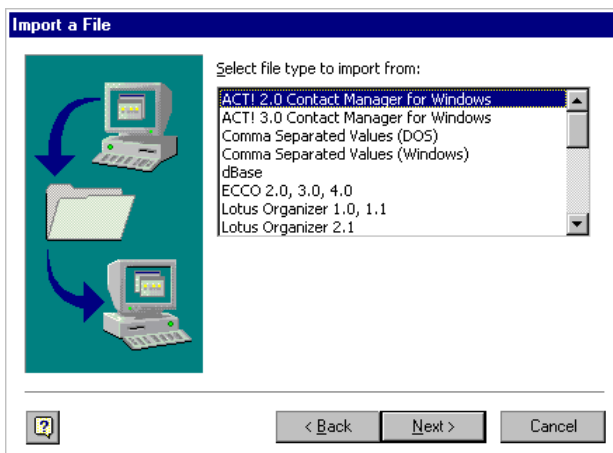 Import a File
Select file type to import from:
ACT! 2.0 Contact Manager for Windows
ACT! 3.0 Contact Manager for Windows
Comma Separated Values (DOS)
Comma Separated Values (Windows)
dBase
ECCO 2.0, 3.0, 4.0
Lotus Organizer 1.0, 1.1
Lotus Organizer 2.1
? < Back Next > Cancel